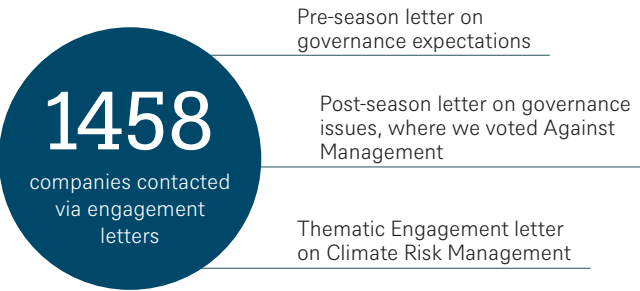 1458
companies contacted
via engagement
letters
Pre-season letter on
governance expectations
Post-season letter on governance
issues, where we voted Against
Management
Thematic Engagement letter
on Climate Risk Management